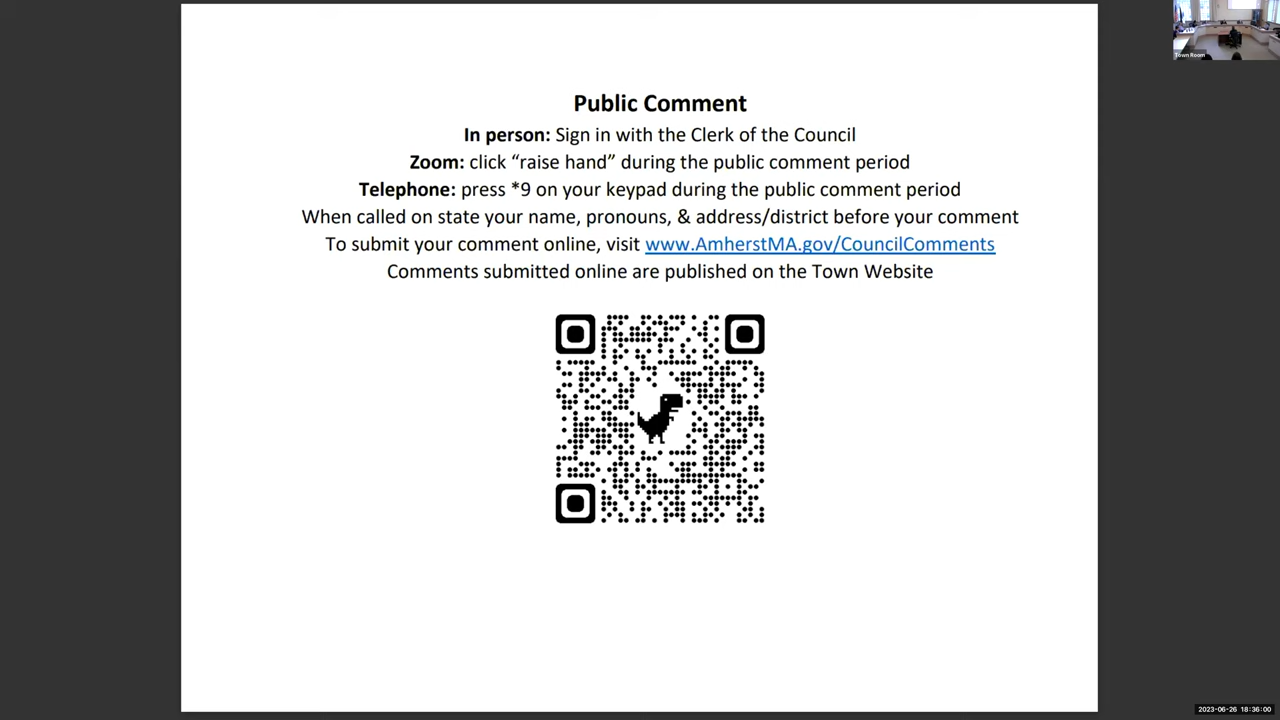 Town Room
Public Comment
In person: Sign in with the Clerk of the Council
Zoom: click “raise hand” during the public comment period
Telephone: press *9 on your keypad during the public comment period
When called on state your name, pronouns, & address/district before your comment
To submit your comment online, visit www.AmherstMA.gov/CouncilComments
Comments submitted online are published on the Town Website
2023-06-26 18:36:00